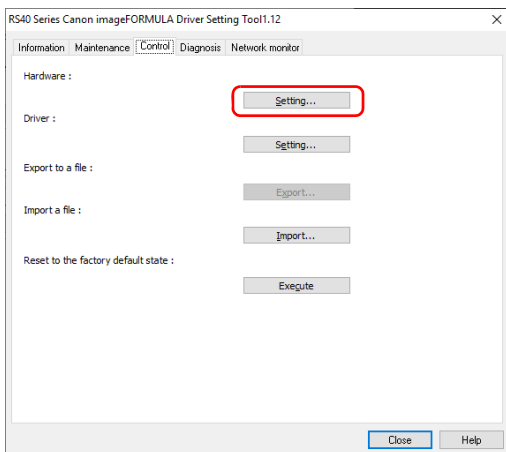 RS40 Series Canon imageFORMULA Driver Setting Tool1.12
Information Maintenance Control Diagnosis Network monitor
Hardware :
Setting...
Driver :
Setting...
Export to a file :
Export...
Import a file :
Import...
Reset to the factory default state :
Execute
Close Help